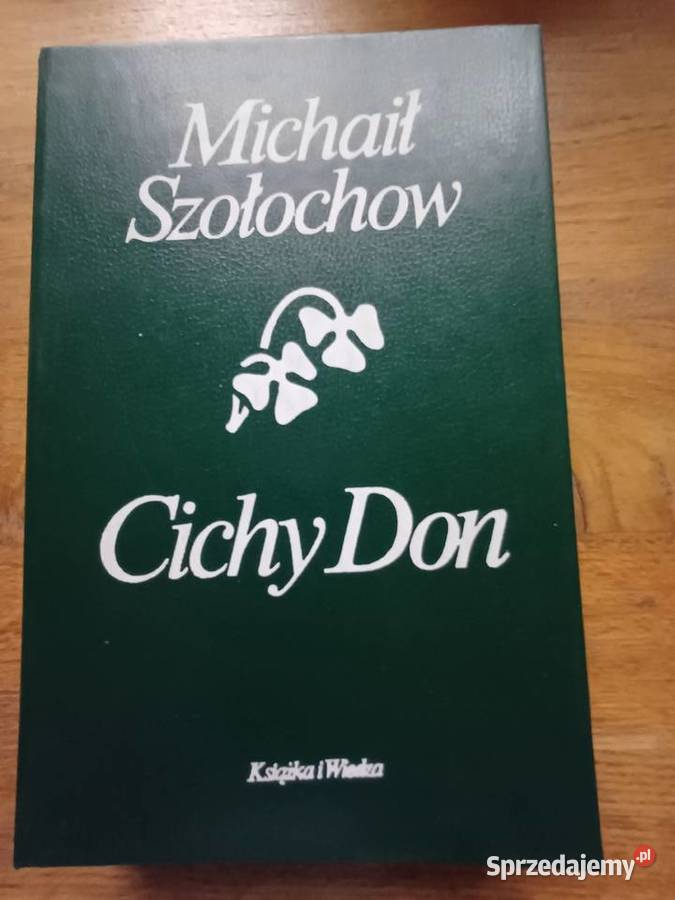 Michaił
Szołochow
Cichy Don
Książka i Wiedza
Sprzedajemy.pl